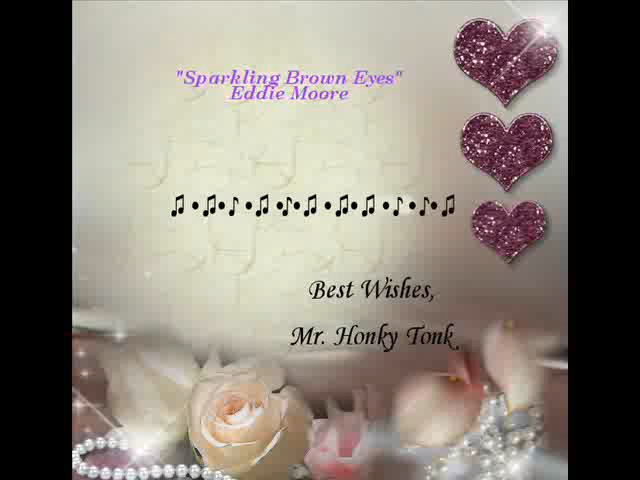 "Sparkling Brown Eyes"
Eddie Moore
♫ •♫• ♪ •♫ •♪•♫ •♫•♫ •♪ •♪•♫
Best Wishes,
Mr. Honky Tonk